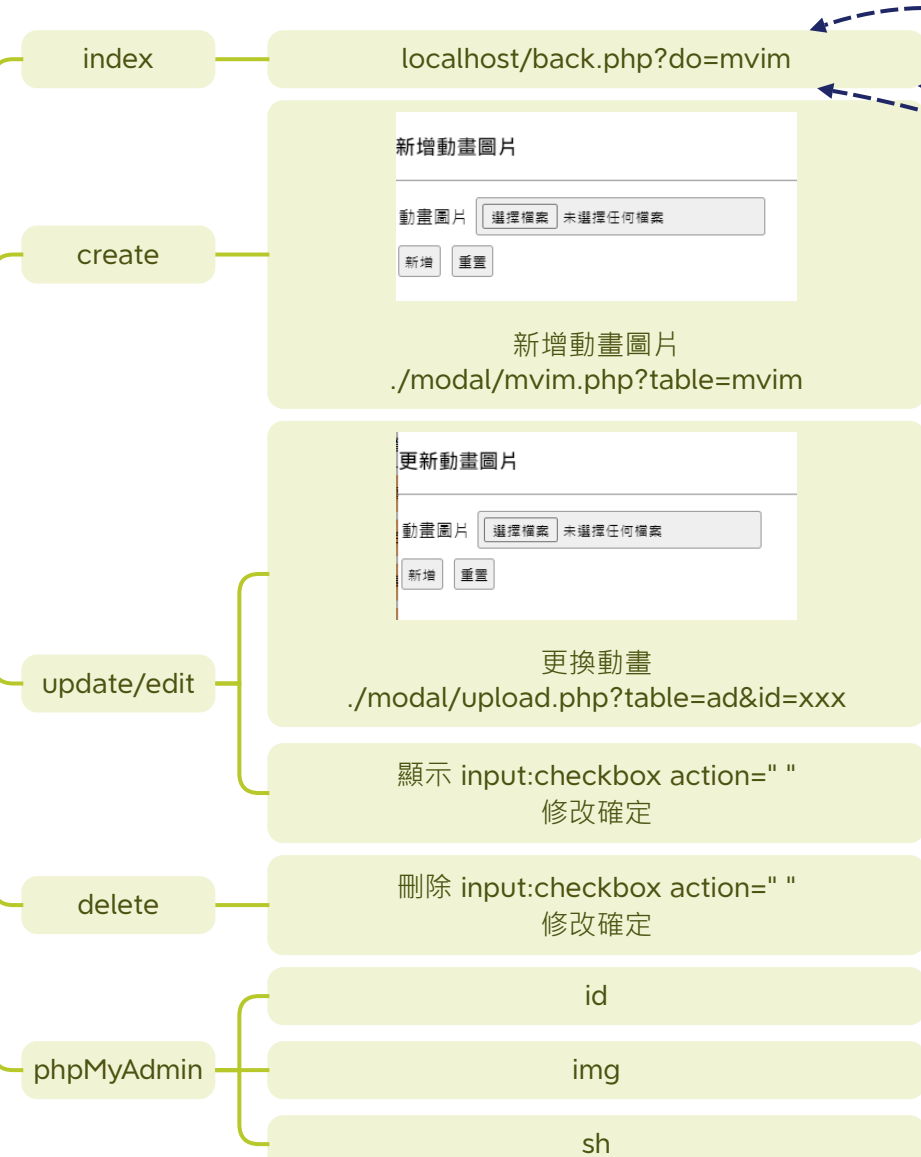 index
localhost/back.php?do=mvim
create
新增動畫圖片
動畫圖片 選擇檔案 未選擇任何檔案
新增 重置
新增動畫圖片
./modal/mvim.php?table=mvim
update/edit
更新動畫圖片
動畫圖片 選擇檔案 未選擇任何檔案
新增 重置
更換動畫
./modal/upload.php?table=ad&id=xxx
顯示 input:checkbox action=" "
修改確定
delete
刪除 input:checkbox action=" "
修改確定
phpMyAdmin
id
img
sh